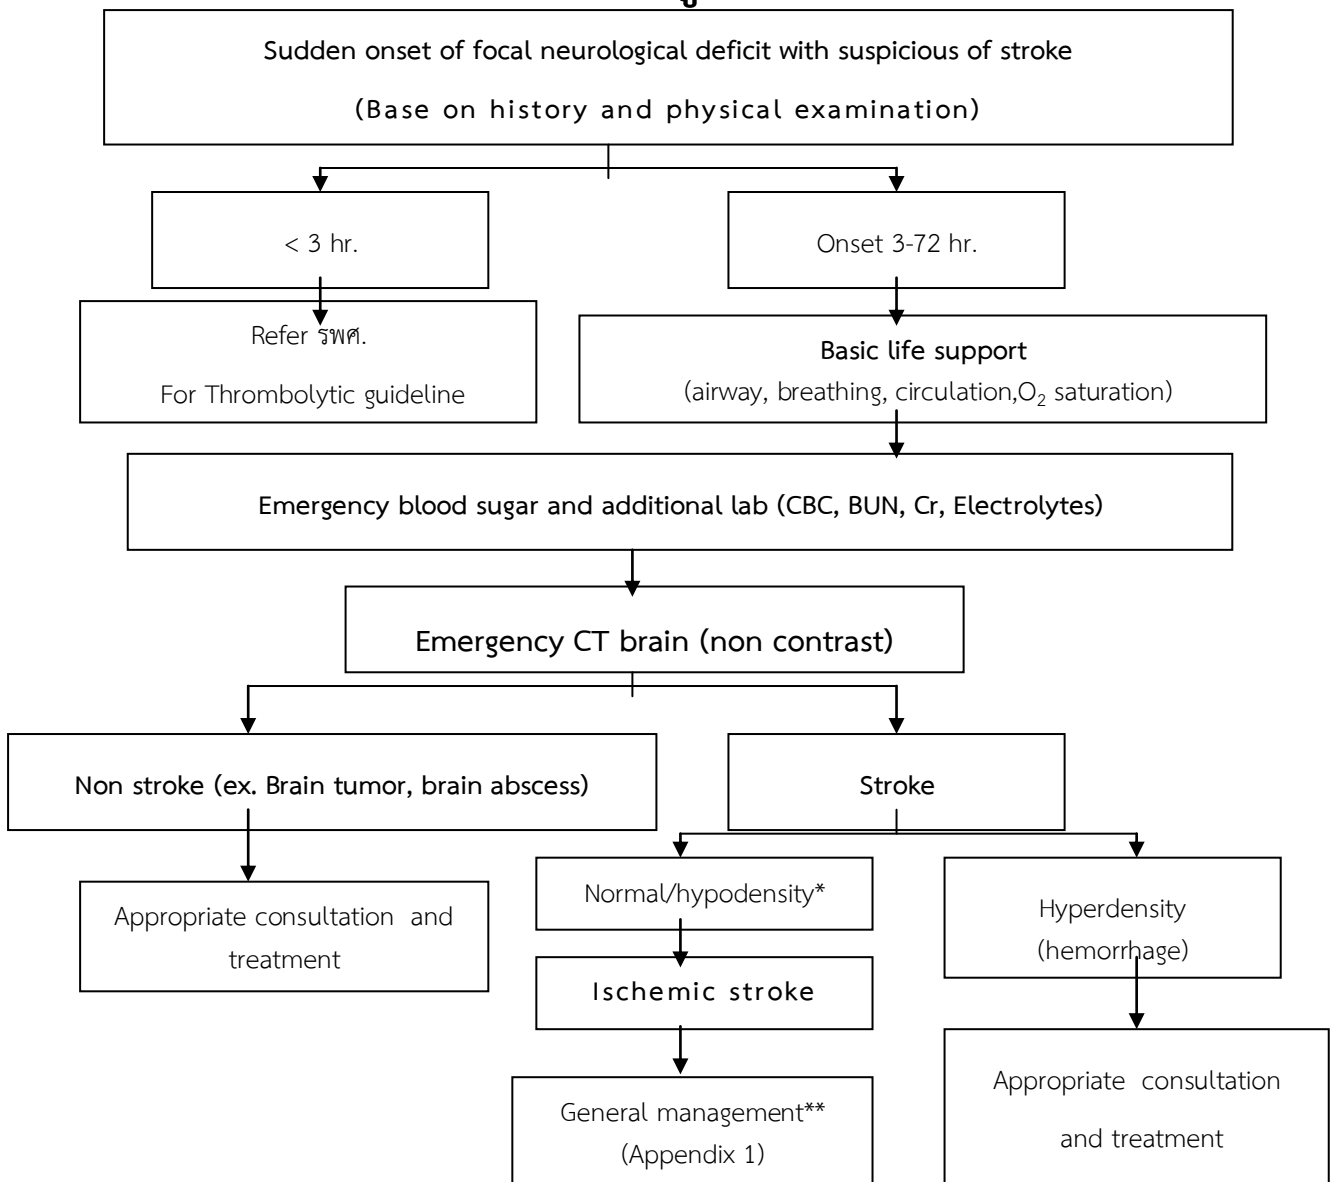 Sudden onset of focal neurological deficit with suspicious of stroke
(Base on history and physical examination)
< 3 hr.
Onset 3-72 hr.
Refer รพศ.
For Thrombolytic guideline
Basic life support
(airway, breathing, circulation,O₂ saturation)
Emergency blood sugar and additional lab (CBC, BUN, Cr, Electrolytes)
Emergency CT brain (non contrast)
Non stroke (ex. Brain tumor, brain abscess)
Stroke
Appropriate consultation and
treatment
Normal/hypodensity*
Hyperdensity
(hemorrhage)
Ischemic stroke
General management**
(Appendix 1)
Appropriate consultation
and treatment